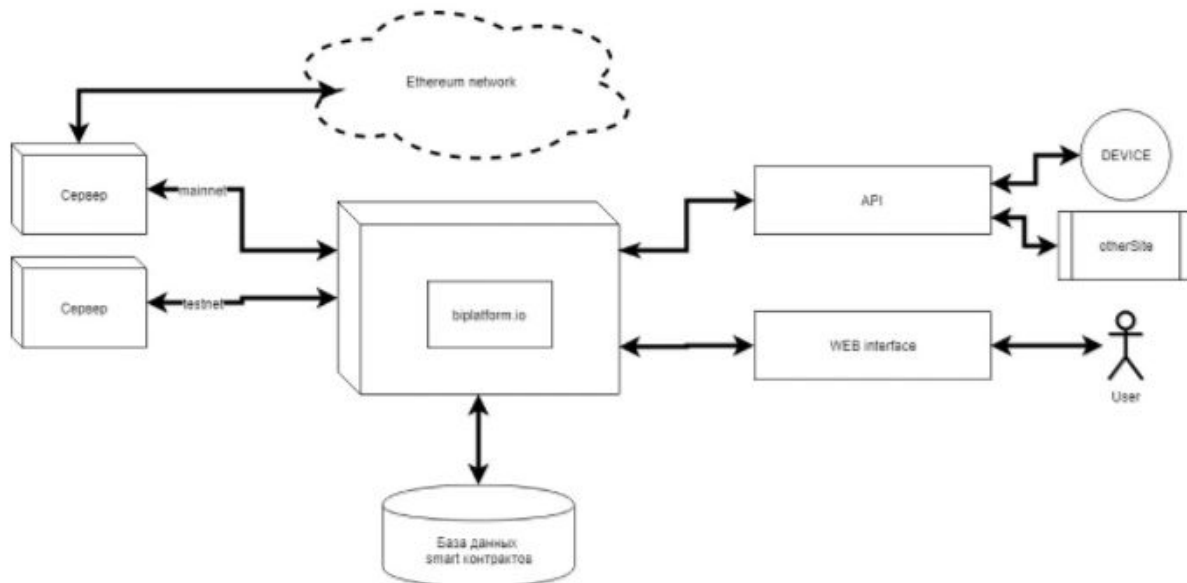 Ethereum network
Сервер
mainnet
Сервер
testnet
biplatform.io
API
DEVICE
otherSite
WEB interface
User
База данных
smart контрактов